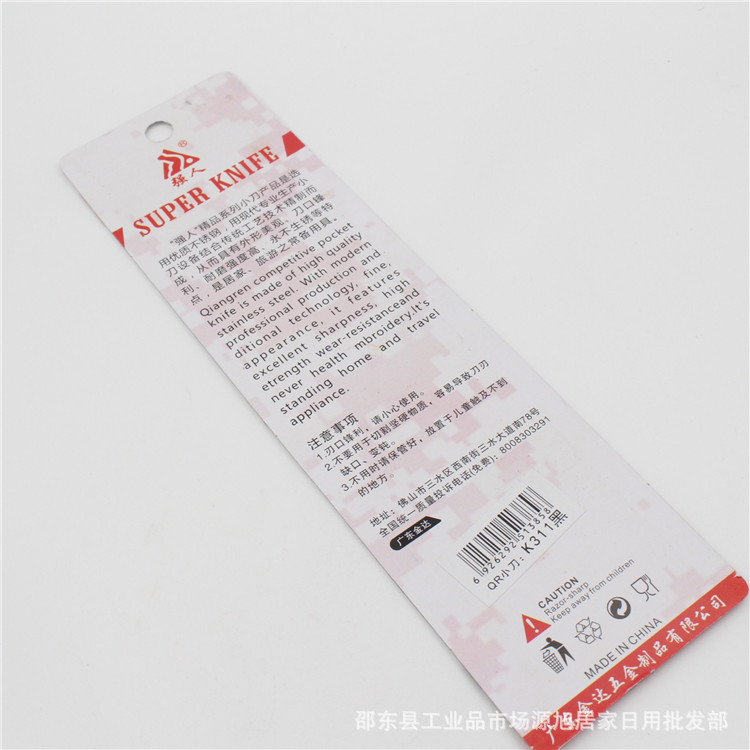 ®
强人
SUPER KNIFE
"强人"精品系列小刀产品是选
用优质不锈钢，用现代专业生产小
刀设备结合传统工艺技术精制而
成，从而具有外形美观、刀口锋
利、耐磨强度高、永不生锈等特
点，是居家、旅游之常备用具。
Qiangren competitive pocket
knife is made of high quality
stainless steel. With modern
professional production and
ditional technology, fine,
appearance, it features
excellent sharpness, high
etrength wear-resistanceand
never health mbroidery.It's
standing home and travel
appliance.
注意事项
1.刃口锋利，请小心使用。
2.不要用于切割坚硬物质，容易导致刀刃
缺口、变钝。
3.不用时请保管好，放置于儿童触及不到
的地方。
地址：佛山市三水区西南街三水大道南78号
全国统一质量投诉电话(免费)：8008303291
广东金达
6926292513858
QR小刀：K311黑
CAUTION
Razor-sharp
Keep away from children
MADE IN CHINA
广东金达五金制品有限公司
邵东县工业品市场源旭居家日用批发部